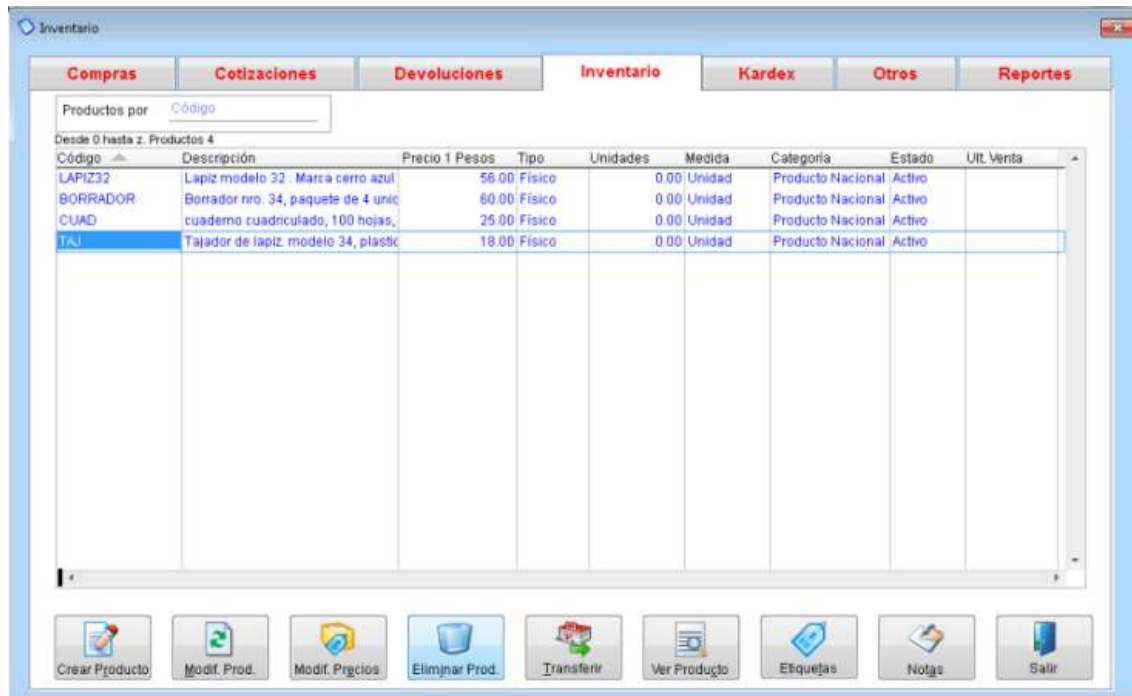 Inventario
Compras Cotizaciones Devoluciones Inventario Kardex Otros Reportes
Productos por Código
Desde 0 hasta z. Productos 4
Código Descripción Precio 1 Pesos Tipo Unidades Medida Categoría Estado Ult. Venta
LAPIZ32 Lapiz modelo 32 . Marca cerro azul. 56.00 Físico 0.00 Unidad Producto Nacional Activo
BORRADOR Borrador nro. 34, paquete de 4 unid 60.00 Físico 0.00 Unidad Producto Nacional Activo
CUAD cuaderno cuadriculado, 100 hojas, 25.00 Físico 0.00 Unidad Producto Nacional Activo
TAJ Tajador de lapiz. modelo 34, plastic 18.00 Físico 0.00 Unidad Producto Nacional Activo
Crear Producto Modif. Prod. Modif. Precios Eliminar Prod. Transferir Ver Producto Etiquetas Notas Salir